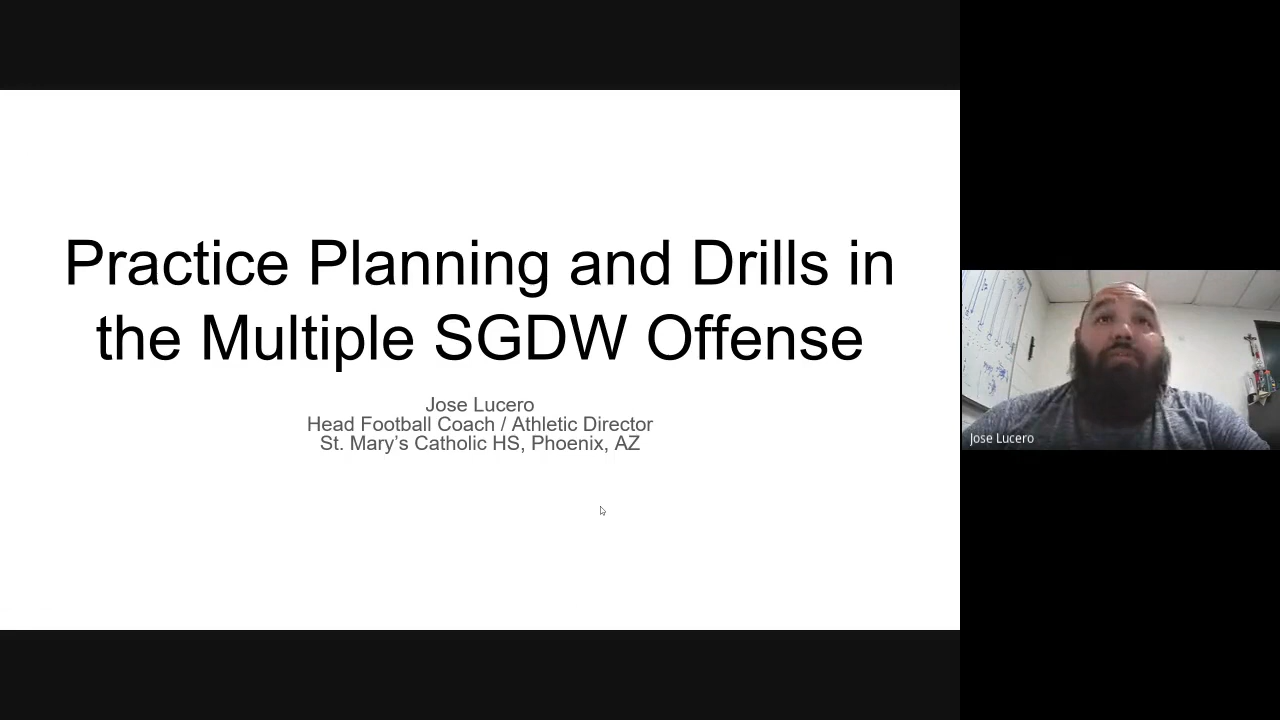 Practice Planning and Drills in
the Multiple SGDW Offense
Jose Lucero
Head Football Coach / Athletic Director
St. Mary’s Catholic HS, Phoenix, AZ
Jose Lucero